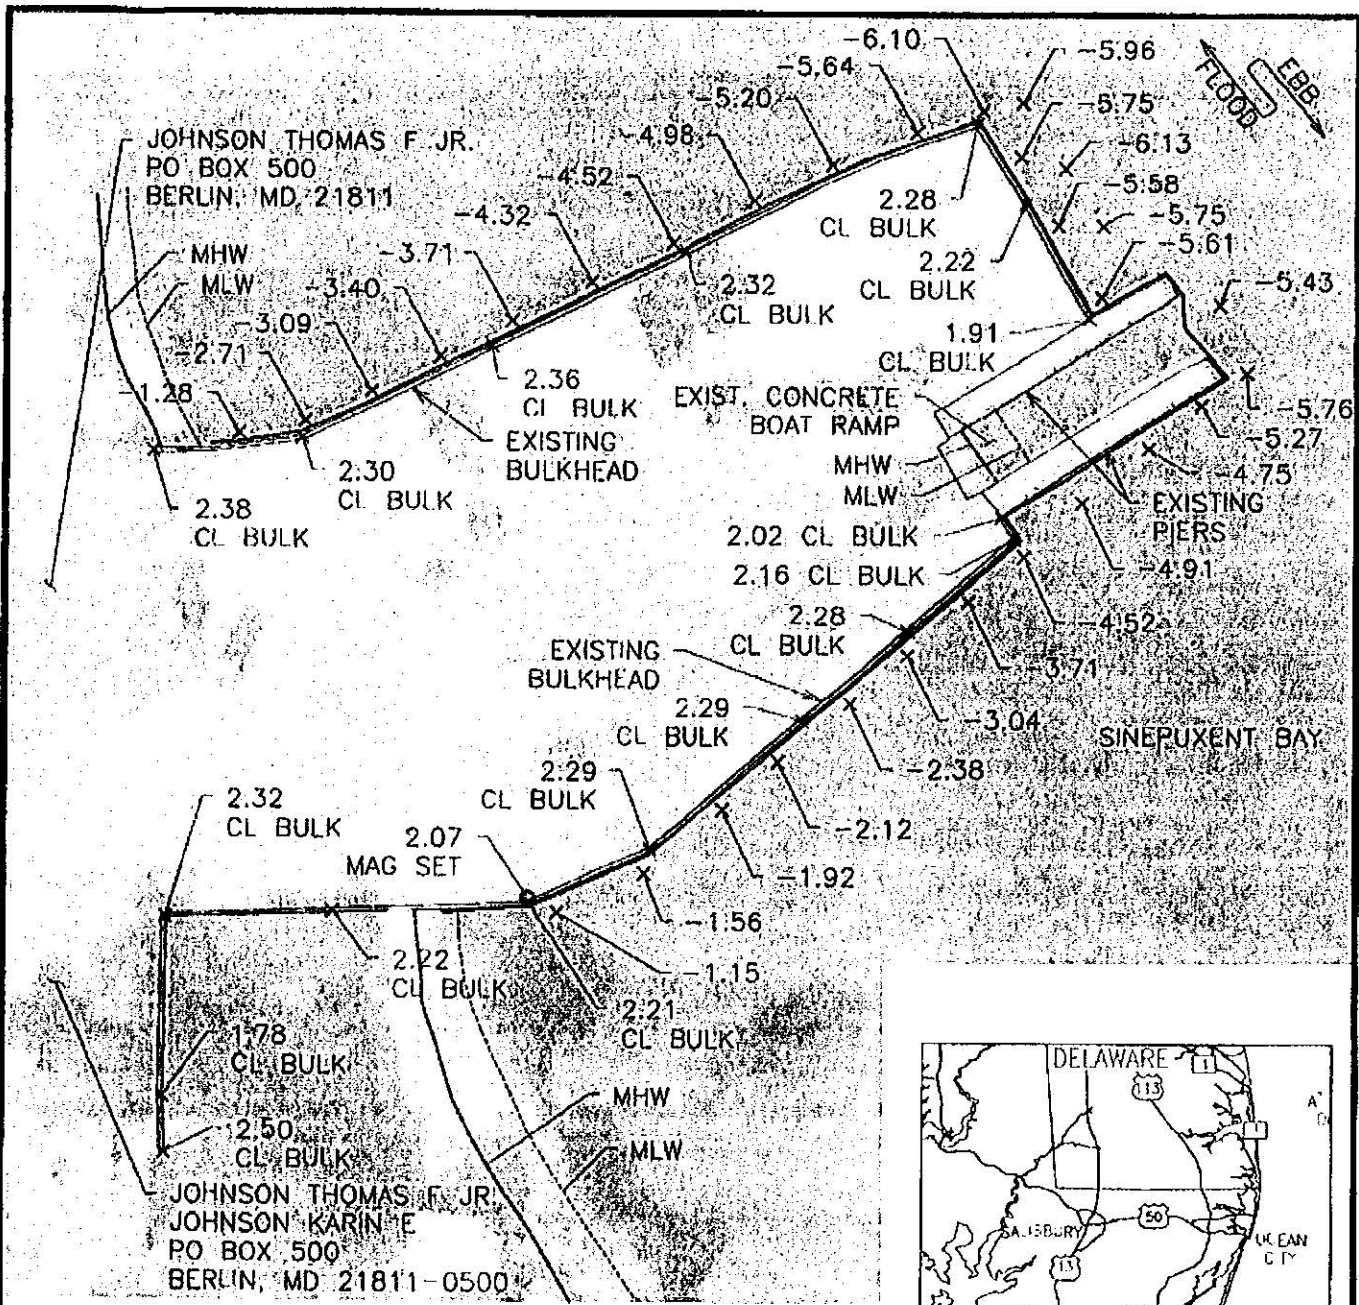 -6.10
-5.96
-5.64
EBB
FLOOD
-5.20
-5.75
-4.98
-6.13
JOHNSON THOMAS F JR.
PO BOX 500
BERLIN, MD 21811
-4.52
-5.58
2.28
CL BULK
-4.32
-5.75
-5.61
MHW
MLW
-3.71
2.22
CL BULK
-5.43
-3.40
2.32
CL BULK
-3.09
1.91
CL BULK
-2.71
-1.28
2.36
CL BULK
EXIST. CONCRETE
BOAT RAMP
-5.76
-5.27
EXISTING
BULKHEAD
MHW
MLW
-4.75
2.30
CL BULK
EXISTING
PIERS
2.38
CL BULK
2.02 CL BULK
-4.91
2.16 CL BULK
-4.52
2.28
CL BULK
EXISTING
BULKHEAD
-3.71
2.29
CL BULK
-3.04
SINEPUXENT BAY
-2.38
2.29
CL BULK
2.32
CL BULK
-2.12
2.07
MAG SET
-1.92
-1.56
2.22
CL BULK
-1.15
2.21
CL BULK
1.78
CL BULK
MHW
2.50
CL BULK
MLW
JOHNSON THOMAS F JR
JOHNSON KARIN E
PO BOX 500
BERLIN, MD 21811-0500
DELAWARE
1
113
SALISBURY
50
OCEAN
CITY
13